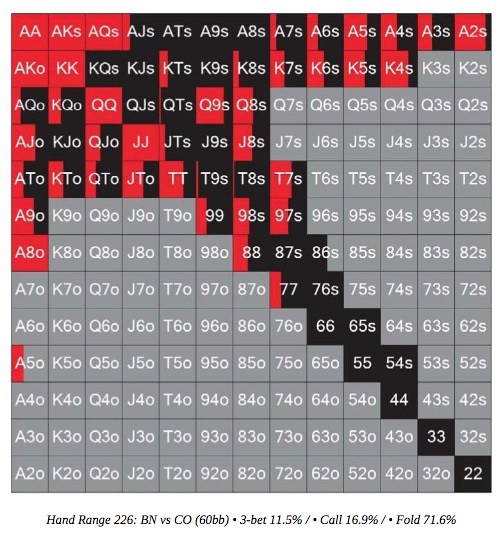 AA AKs AQs AJs ATs A9s A8s A7s A6s A5s A4s A3s A2s
AKo KK KQs KJs KTs K9s K8s K7s K6s K5s K4s K3s K2s
AQo KQo QQ QJs QTs Q9s Q8s Q7s Q6s Q5s Q4s Q3s Q2s
AJo KJo QJo JJ JTs J9s J8s J7s J6s J5s J4s J3s J2s
ATo KTo QTo JTo TT T9s T8s T7s T6s T5s T4s T3s T2s
A9o K9o Q9o J9o T9o 99 98s 97s 96s 95s 94s 93s 92s
A8o K8o Q8o J8o T8o 98o 88 87s 86s 85s 84s 83s 82s
A7o K7o Q7o J7o T7o 97o 87o 77 76s 75s 74s 73s 72s
A6o K6o Q6o J6o T6o 96o 86o 76o 66 65s 64s 63s 62s
A5o K5o Q5o J5o T5o 95o 85o 75o 65o 55 54s 53s 52s
A4o K4o Q4o J4o T4o 94o 84o 74o 64o 54o 44 43s 42s
A3o K3o Q3o J3o T3o 93o 83o 73o 63o 53o 43o 33 32s
A2o K2o Q2o J2o T2o 92o 82o 72o 62o 52o 42o 32o 22
Hand Range 226: BN vs CO (60bb) • 3-bet 11.5% / • Call 16.9% / • Fold 71.6%